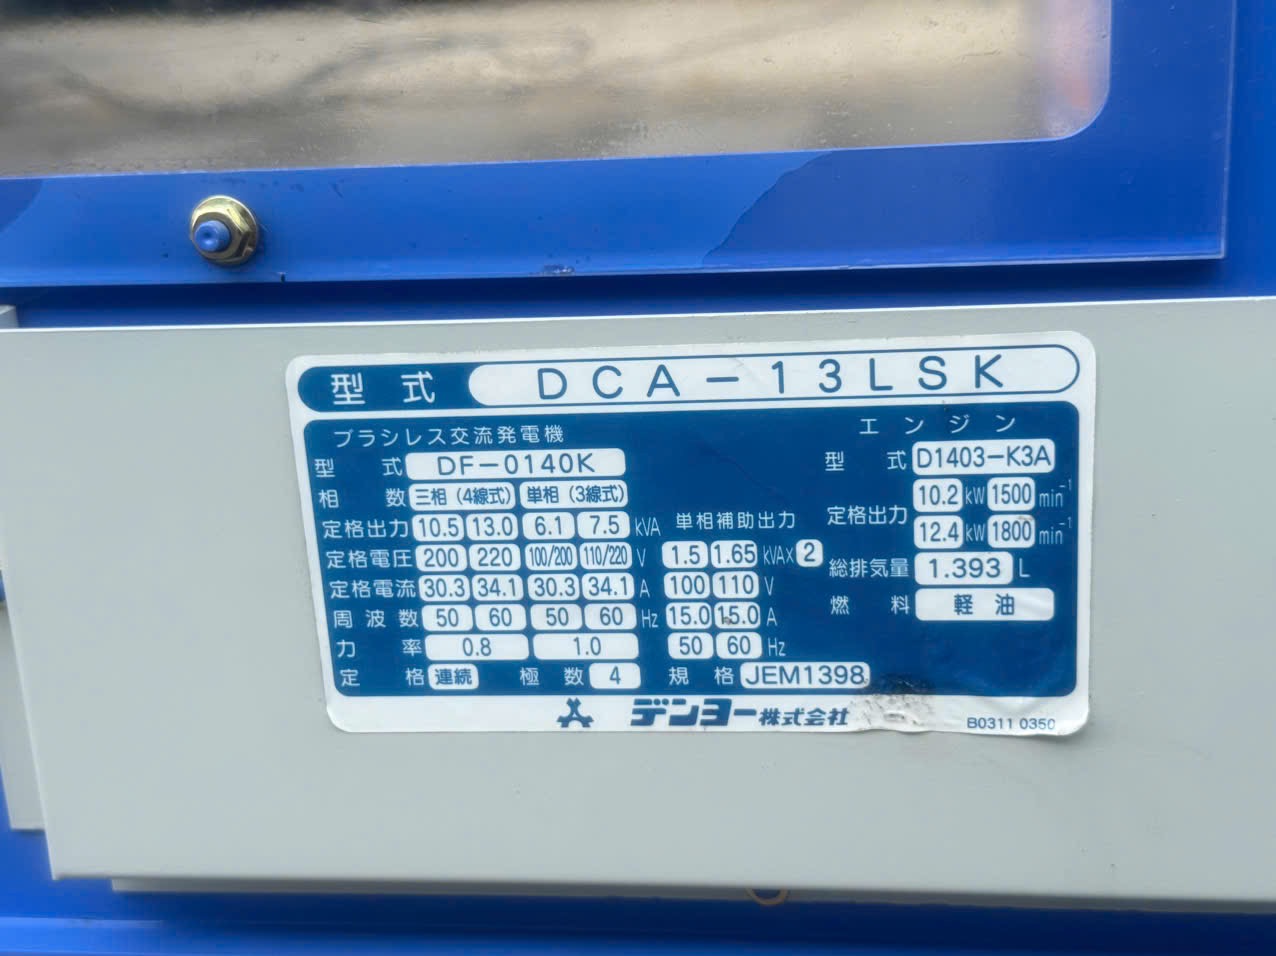 型式 DCA-13LSK
ブラシレス交流発電機
型式 DF-0140K
相数 三相(4線式) 単相(3線式)
定格出力 10.5 13.0 6.1 7.5 kVA
定格電圧 200 220 100/200 110/220 V
定格電流 30.3 34.1 30.3 34.1 A
周波数 50 60 50 60 Hz
力率 0.8 1.0
定格 連続 極数 4 規格 JEM1398
単相補助出力
1.5 1.65 kVA×2
100 110 V
15.0 15.0 A
50 60 Hz
エンジン
型式 D1403-K3A
定格出力 10.2 kW 1500 min-1
12.4 kW 1800 min-1
総排気量 1.393 L
燃料 軽油
デンヨー株式会社
B0311 0350